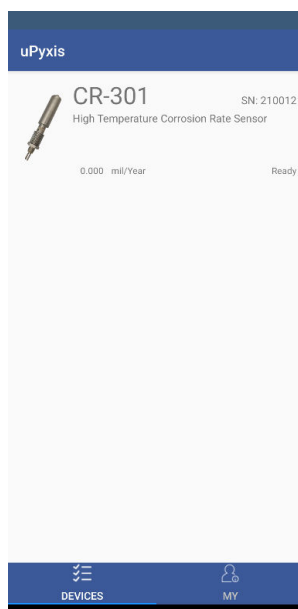 uPyxis
CR-301
SN: 210012
High Temperature Corrosion Rate Sensor
0.000 mil/Year
Ready
DEVICES
MY